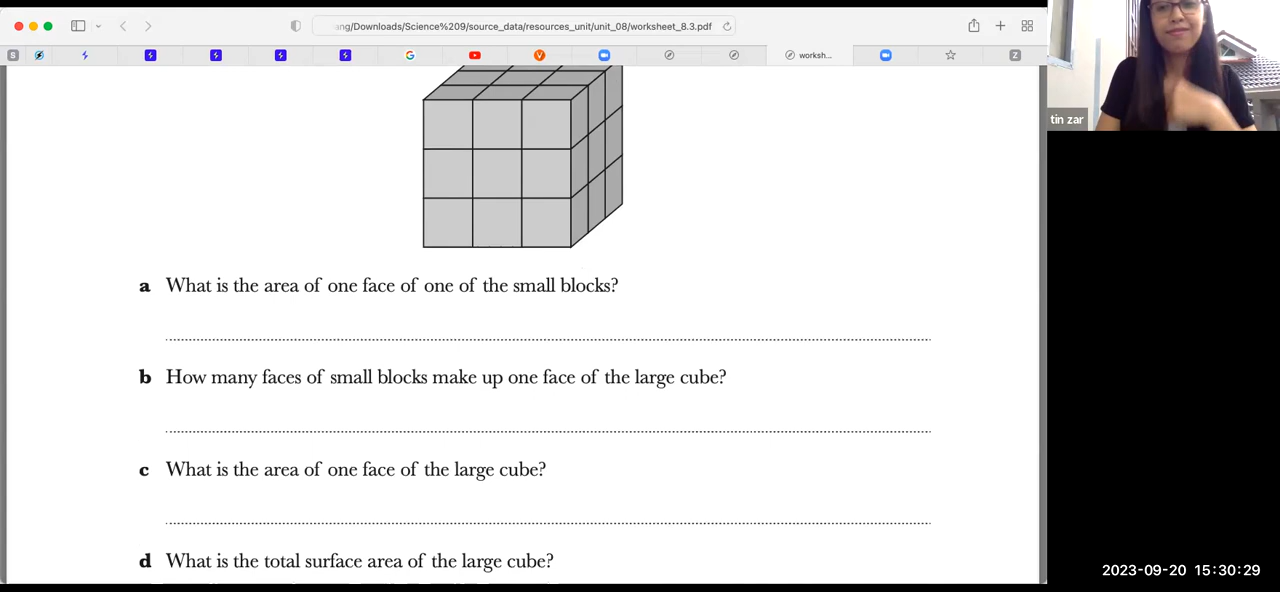 ang/Downloads/Science%209/source_data/resources_unit/unit_08/worksheet_8.3.pdf
S
G
V
worksh...
Z
tin zar
a What is the area of one face of one of the small blocks?
b How many faces of small blocks make up one face of the large cube?
c What is the area of one face of the large cube?
d What is the total surface area of the large cube?
2023-09-20 15:30:29